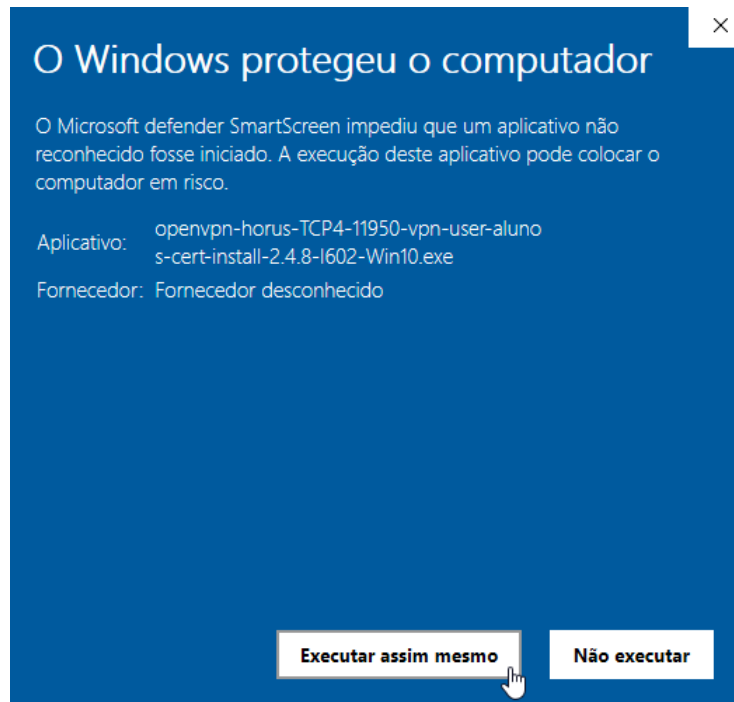 O Windows protegeu o computador
O Microsoft defender SmartScreen impediu que um aplicativo não
reconhecido fosse iniciado. A execução deste aplicativo pode colocar o
computador em risco.
Aplicativo: openvpn-horus-TCP4-11950-vpn-user-aluno
s-cert-install-2.4.8-I602-Win10.exe
Fornecedor: Fornecedor desconhecido
Executar assim mesmo Não executar